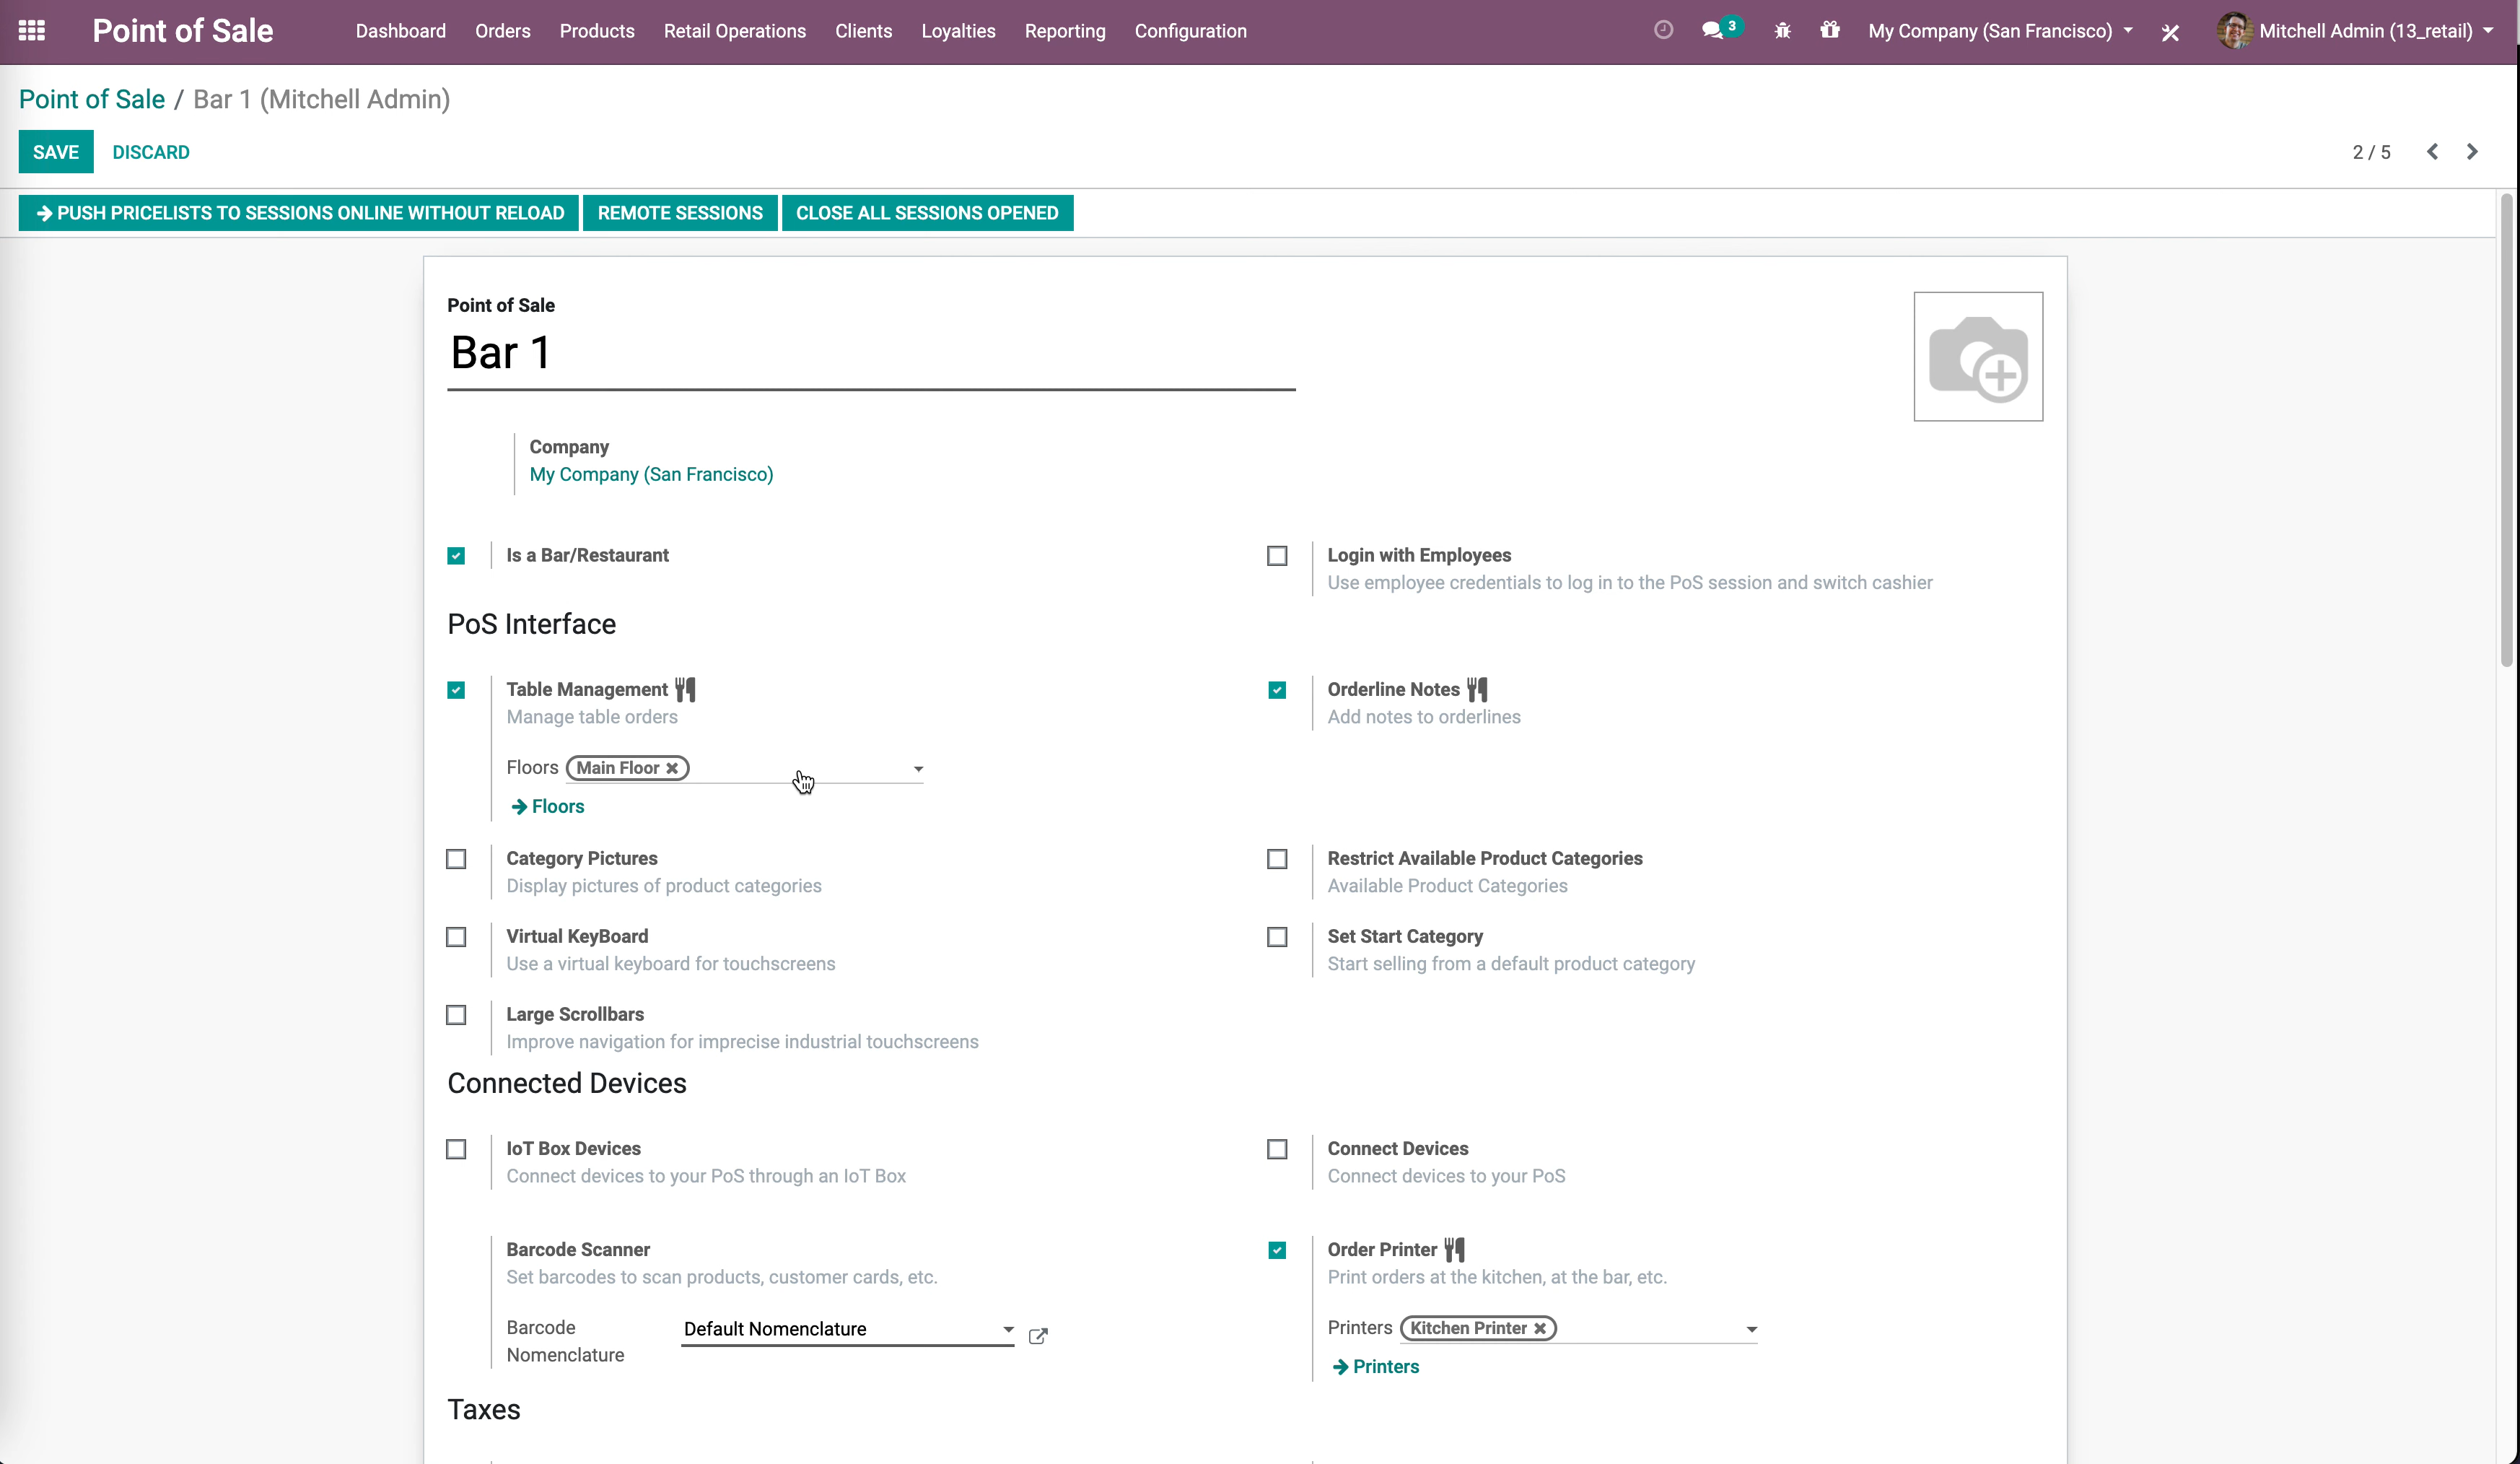 Point of Sale Dashboard Orders Products Retail Operations Clients Loyalties Reporting Configuration 3 My Company (San Francisco) Mitchell Admin (13_retail)
Point of Sale / Bar 1 (Mitchell Admin)
SAVE DISCARD 2 / 5
PUSH PRICELISTS TO SESSIONS ONLINE WITHOUT RELOAD REMOTE SESSIONS CLOSE ALL SESSIONS OPENED
Point of Sale
Bar 1
Company
My Company (San Francisco)
Is a Bar/Restaurant Login with Employees
Use employee credentials to log in to the PoS session and switch cashier
PoS Interface
Table Management Orderline Notes
Manage table orders Add notes to orderlines
Floors Main Floor
Floors
Category Pictures Restrict Available Product Categories
Display pictures of product categories Available Product Categories
Virtual KeyBoard Set Start Category
Use a virtual keyboard for touchscreens Start selling from a default product category
Large Scrollbars
Improve navigation for imprecise industrial touchscreens
Connected Devices
IoT Box Devices Connect Devices
Connect devices to your PoS through an IoT Box Connect devices to your PoS
Barcode Scanner Order Printer
Set barcodes to scan products, customer cards, etc. Print orders at the kitchen, at the bar, etc.
Barcode Default Nomenclature Printers Kitchen Printer
Nomenclature Printers
Taxes